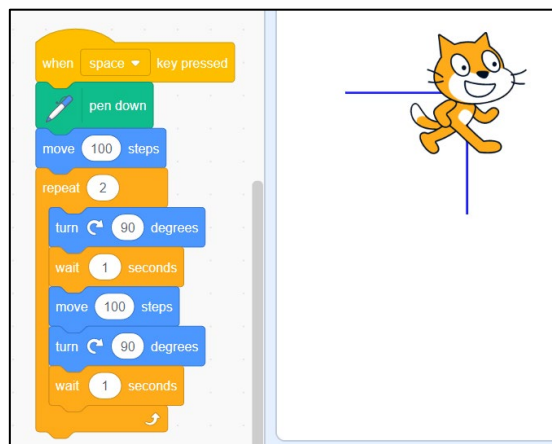 when space key pressed
pen down
move 100 steps
repeat 2
turn 90 degrees
wait 1 seconds
move 100 steps
turn 90 degrees
wait 1 seconds